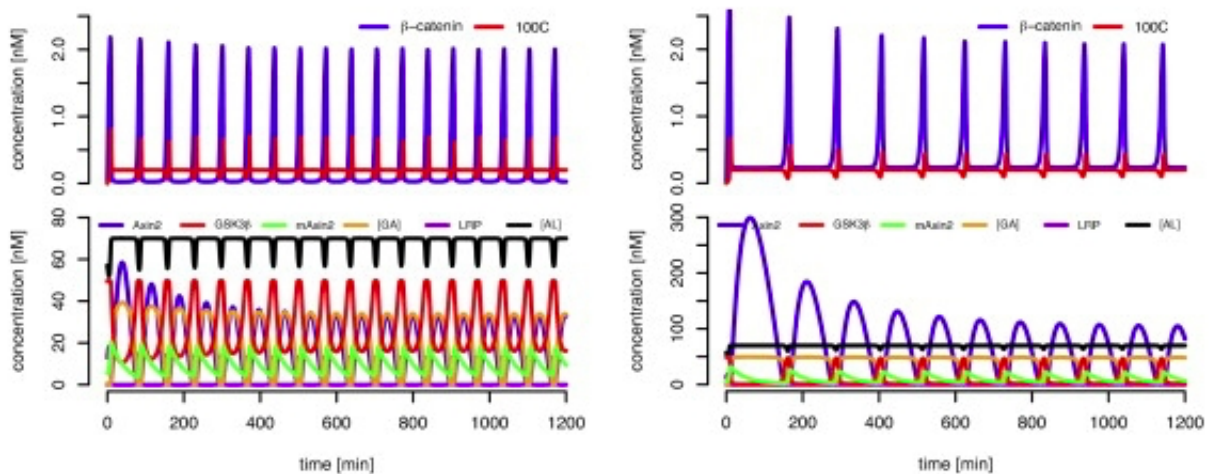 β−catenin 100C
concentration [nM]
2.0
1.0
0.0
Axin2 GSK3β mAxin2 [GA] LRP [AL]
concentration [nM]
80
60
40
20
0
0 200 400 600 800 1000 1200
time [min]
β−catenin 100C
concentration [nM]
2.0
1.0
0.0
Axin2 GSK3β mAxin2 [GA] LRP [AL]
concentration [nM]
300
200
100
0
0 200 400 600 800 1000 1200
time [min]